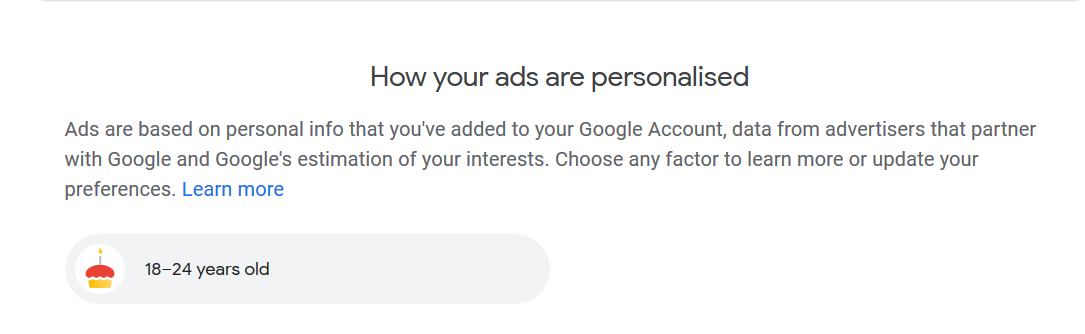 How your ads are personalised
Ads are based on personal info that you've added to your Google Account, data from advertisers that partner
with Google and Google's estimation of your interests. Choose any factor to learn more or update your
preferences. Learn more
18–24 years old